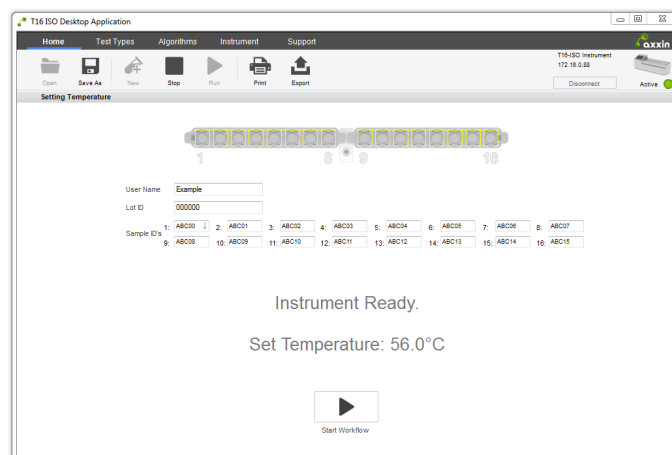 T16 ISO Desktop Application
Home Test Types Algorithms Instrument Support
axxin
Open Save As New Stop Run Print Export
T16-ISO Instrument
172.16.0.88
Disconnect
Active
Setting Temperature
1 8 9 16
User Name Example
Lot ID 000000
Sample ID's
1: ABC00 2: ABC01 3: ABC02 4: ABC03 5: ABC04 6: ABC05 7: ABC06 8: ABC07
9: ABC08 10: ABC09 11: ABC10 12: ABC11 13: ABC12 14: ABC13 15: ABC14 16: ABC15
Instrument Ready.
Set Temperature: 56.0°C
Start Workflow